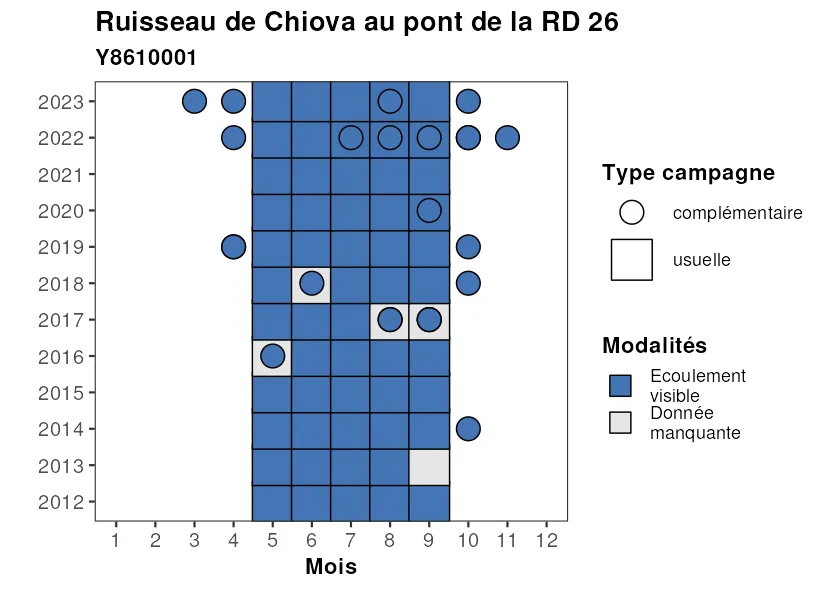 Ruisseau de Chiova au pont de la RD 26
Y8610001
2023
2022
2021
2020
2019
2018
2017
2016
2015
2014
2013
2012
1 2 3 4 5 6 7 8 9 10 11 12
Mois
Type campagne
complémentaire
usuelle
Modalités
Ecoulement
visible
Donnée
manquante